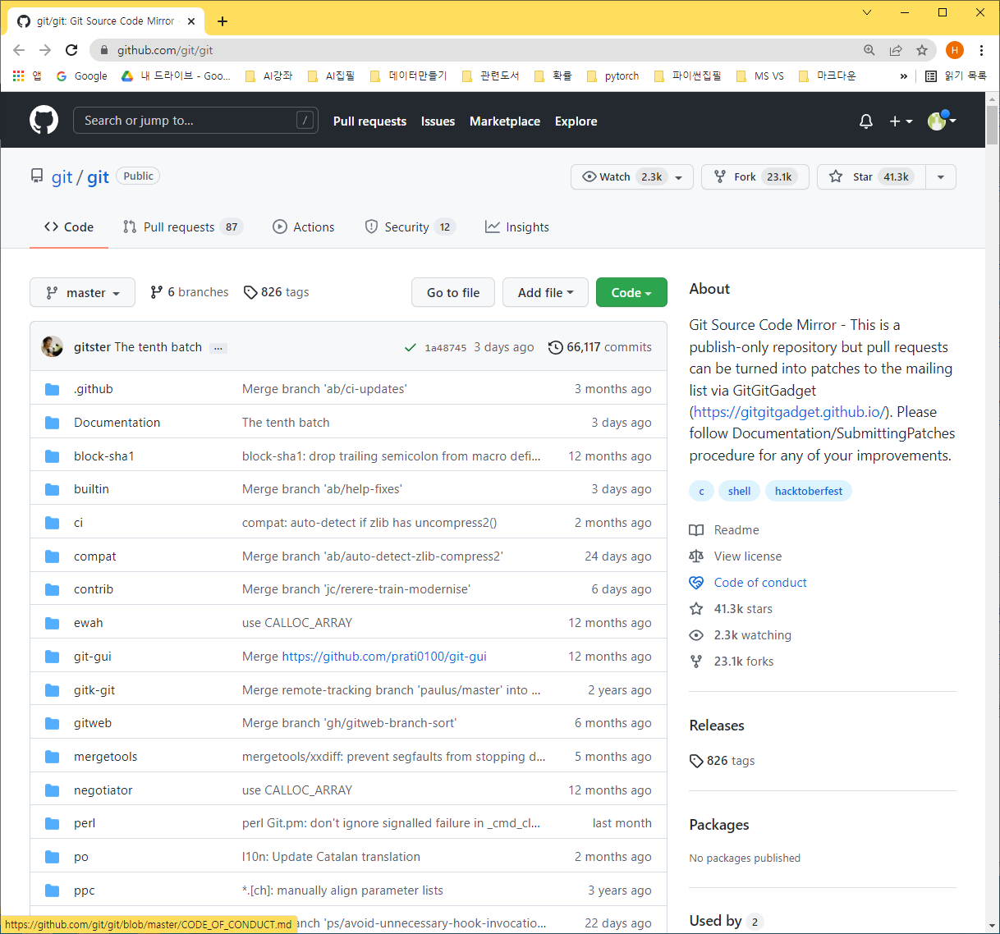 git/git: Git Source Code Mirror
github.com/git/git
H
앱 Google 내 드라이브 - Goo... AI강좌 AI집필 데이터만들기 관련도서 확률 pytorch 파이썬집필 MS VS 마크다운 » 읽기 목록
Search or jump to... / Pull requests Issues Marketplace Explore
git / git Public Watch 2.3k Fork 23.1k Star 41.3k
Code Pull requests 87 Actions Security 12 Insights
master 6 branches 826 tags Go to file Add file Code
gitster The tenth batch ... 1a48745 3 days ago 66,117 commits
.github Merge branch 'ab/ci-updates' 3 months ago
Documentation The tenth batch 3 days ago
block-sha1 block-sha1: drop trailing semicolon from macro defi... 12 months ago
builtin Merge branch 'ab/help-fixes' 3 days ago
ci compat: auto-detect if zlib has uncompress2() 2 months ago
compat Merge branch 'ab/auto-detect-zlib-compress2' 24 days ago
contrib Merge branch 'jc/rerere-train-modernise' 6 days ago
ewah use CALLOC_ARRAY 12 months ago
git-gui Merge https://github.com/prati0100/git-gui 12 months ago
gitk-git Merge remote-tracking branch 'paulus/master' into ... 2 years ago
gitweb Merge branch 'gh/gitweb-branch-sort' 6 months ago
mergetools mergetools/xxdiff: prevent segfaults from stopping d... 5 months ago
negotiator use CALLOC_ARRAY 12 months ago
perl perl Git.pm: don't ignore signalled failure in _cmd_cl... last month
po l10n: Update Catalan translation 2 months ago
ppc *.[ch]: manually align parameter lists 3 years ago
'ps/avoid-unnecessary-hook-invocatio... 22 days ago
https://github.com/git/git/blob/master/CODE_OF_CONDUCT.md
About
Git Source Code Mirror - This is a
publish-only repository but pull requests
can be turned into patches to the mailing
list via GitGitGadget
(https://gitgitgadget.github.io/). Please
follow Documentation/SubmittingPatches
procedure for any of your improvements.
c shell hacktoberfest
Readme
View license
Code of conduct
41.3k stars
2.3k watching
23.1k forks
Releases
826 tags
Packages
No packages published
Used by 2